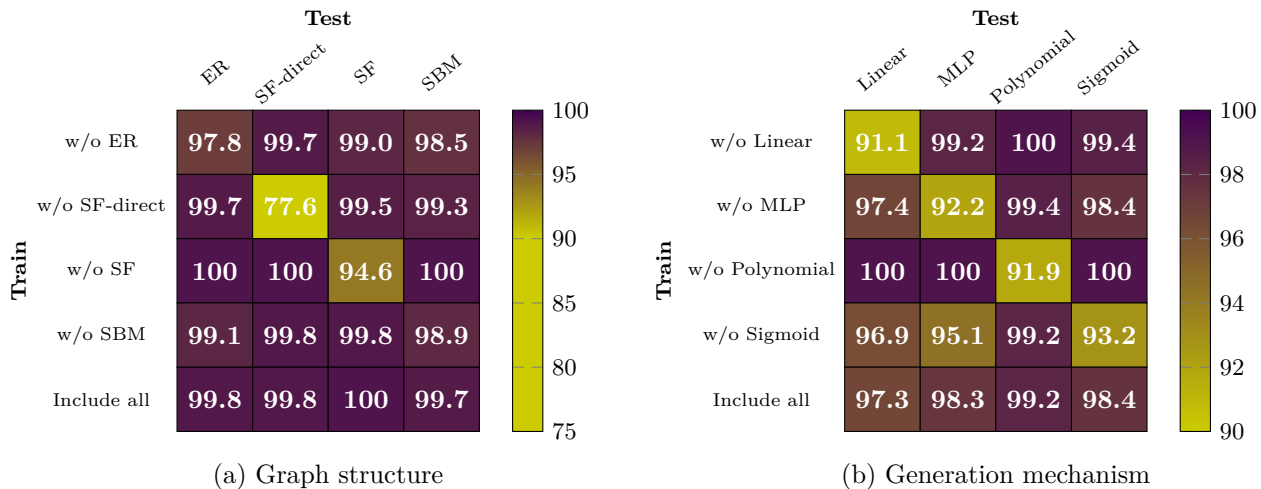 Test
ER SF-direct SF SBM
Train
w/o ER 97.8 99.7 99.0 98.5
w/o SF-direct 99.7 77.6 99.5 99.3
w/o SF 100 100 94.6 100
w/o SBM 99.1 99.8 99.8 98.9
Include all 99.8 99.8 100 99.7
100
95
90
85
80
75
(a) Graph structure
Test
Linear MLP Polynomial Sigmoid
Train
w/o Linear 91.1 99.2 100 99.4
w/o MLP 97.4 92.2 99.4 98.4
w/o Polynomial 100 100 91.9 100
w/o Sigmoid 96.9 95.1 99.2 93.2
Include all 97.3 98.3 99.2 98.4
100
98
96
94
92
90
(b) Generation mechanism